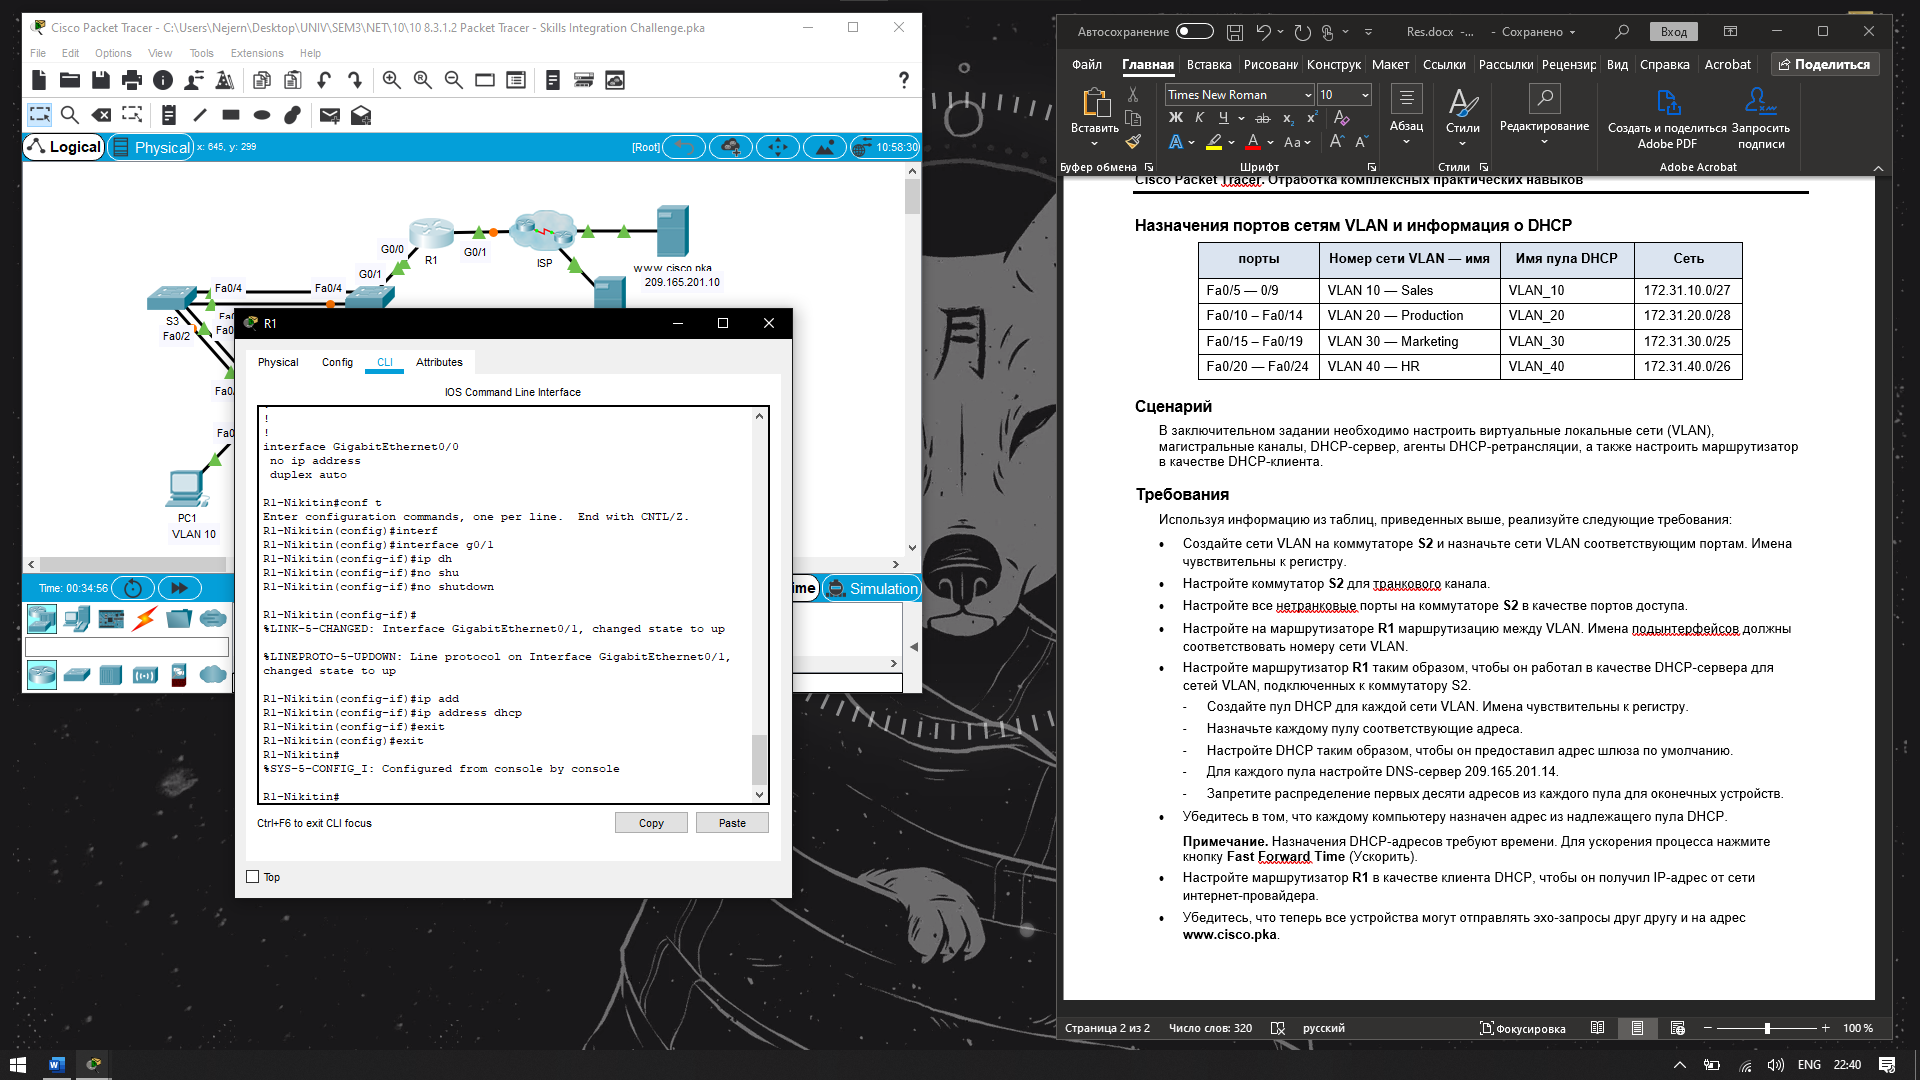 Cisco Packet Tracer - C:\Users\Nejern\Desktop\UNIV\SEM3\NET\10\10 8.3.1.2 Packet Tracer - Skills Integration Challenge.pka
File Edit Options View Tools Extensions Help
Logical Physical x: 645, y: 299 [Root] 10:58:30
G0/0
R1
G0/1
ISP
www.cisco.pka
209.165.201.10
G0/1
Fa0/4
Fa0/4
S3
Fa0/2
PC1
VLAN 10
Time: 00:34:56
Simulation
R1
Physical Config CLI Attributes
IOS Command Line Interface
!
!
interface GigabitEthernet0/0
no ip address
duplex auto
R1-Nikitin#conf t
Enter configuration commands, one per line. End with CNTL/Z.
R1-Nikitin(config)#interf
R1-Nikitin(config)#interface g0/1
R1-Nikitin(config-if)#ip dh
R1-Nikitin(config-if)#no shu
R1-Nikitin(config-if)#no shutdown
R1-Nikitin(config-if)#
%LINK-5-CHANGED: Interface GigabitEthernet0/1, changed state to up
%LINEPROTO-5-UPDOWN: Line protocol on Interface GigabitEthernet0/1,
changed state to up
R1-Nikitin(config-if)#ip add
R1-Nikitin(config-if)#ip address dhcp
R1-Nikitin(config-if)#exit
R1-Nikitin(config)#exit
R1-Nikitin#
%SYS-5-CONFIG_I: Configured from console by console
R1-Nikitin#
Ctrl+F6 to exit CLI focus
Copy Paste
Top
月
Автосохранение Res.docx -... - Сохранено Вход
Файл Главная Вставка Рисовани Конструк Макет Ссылки Рассылки Рецензир Вид Справка Acrobat Поделиться
Вставить
Буфер обмена
Times New Roman 10
Ж К Ч ab x₂ x²
Aa
Шрифт
Абзац
Стили
Стили
Редактирование
Создать и поделиться Adobe PDF
Запросить подписи
Adobe Acrobat
Cisco Packet Tracer. Отработка комплексных практических навыков
Назначения портов сетям VLAN и информация о DHCP
порты Номер сети VLAN — имя Имя пула DHCP Сеть
Fa0/5 — 0/9 VLAN 10 — Sales VLAN_10 172.31.10.0/27
Fa0/10 – Fa0/14 VLAN 20 — Production VLAN_20 172.31.20.0/28
Fa0/15 – Fa0/19 VLAN 30 — Marketing VLAN_30 172.31.30.0/25
Fa0/20 — Fa0/24 VLAN 40 — HR VLAN_40 172.31.40.0/26
Сценарий
В заключительном задании необходимо настроить виртуальные локальные сети (VLAN),
магистральные каналы, DHCP-сервер, агенты DHCP-ретрансляции, а также настроить маршрутизатор
в качестве DHCP-клиента.
Требования
Используя информацию из таблиц, приведенных выше, реализуйте следующие требования:
• Создайте сети VLAN на коммутаторе S2 и назначьте сети VLAN соответствующим портам. Имена
чувствительны к регистру.
• Настройте коммутатор S2 для транкового канала.
• Настройте все нетранковые порты на коммутаторе S2 в качестве портов доступа.
• Настройте на маршрутизаторе R1 маршрутизацию между VLAN. Имена подынтерфейсов должны
соответствовать номеру сети VLAN.
• Настройте маршрутизатор R1 таким образом, чтобы он работал в качестве DHCP-сервера для
сетей VLAN, подключенных к коммутатору S2.
- Создайте пул DHCP для каждой сети VLAN. Имена чувствительны к регистру.
- Назначьте каждому пулу соответствующие адреса.
- Настройте DHCP таким образом, чтобы он предоставил адрес шлюза по умолчанию.
- Для каждого пула настройте DNS-сервер 209.165.201.14.
- Запретите распределение первых десяти адресов из каждого пула для оконечных устройств.
• Убедитесь в том, что каждому компьютеру назначен адрес из надлежащего пула DHCP.
Примечание. Назначения DHCP-адресов требуют времени. Для ускорения процесса нажмите
кнопку Fast Forward Time (Ускорить).
• Настройте маршрутизатор R1 в качестве клиента DHCP, чтобы он получил IP-адрес от сети
интернет-провайдера.
• Убедитесь, что теперь все устройства могут отправлять эхо-запросы друг другу и на адрес
www.cisco.pka.
Страница 2 из 2 Число слов: 320 русский Фокусировка 100 %
ENG 22:40